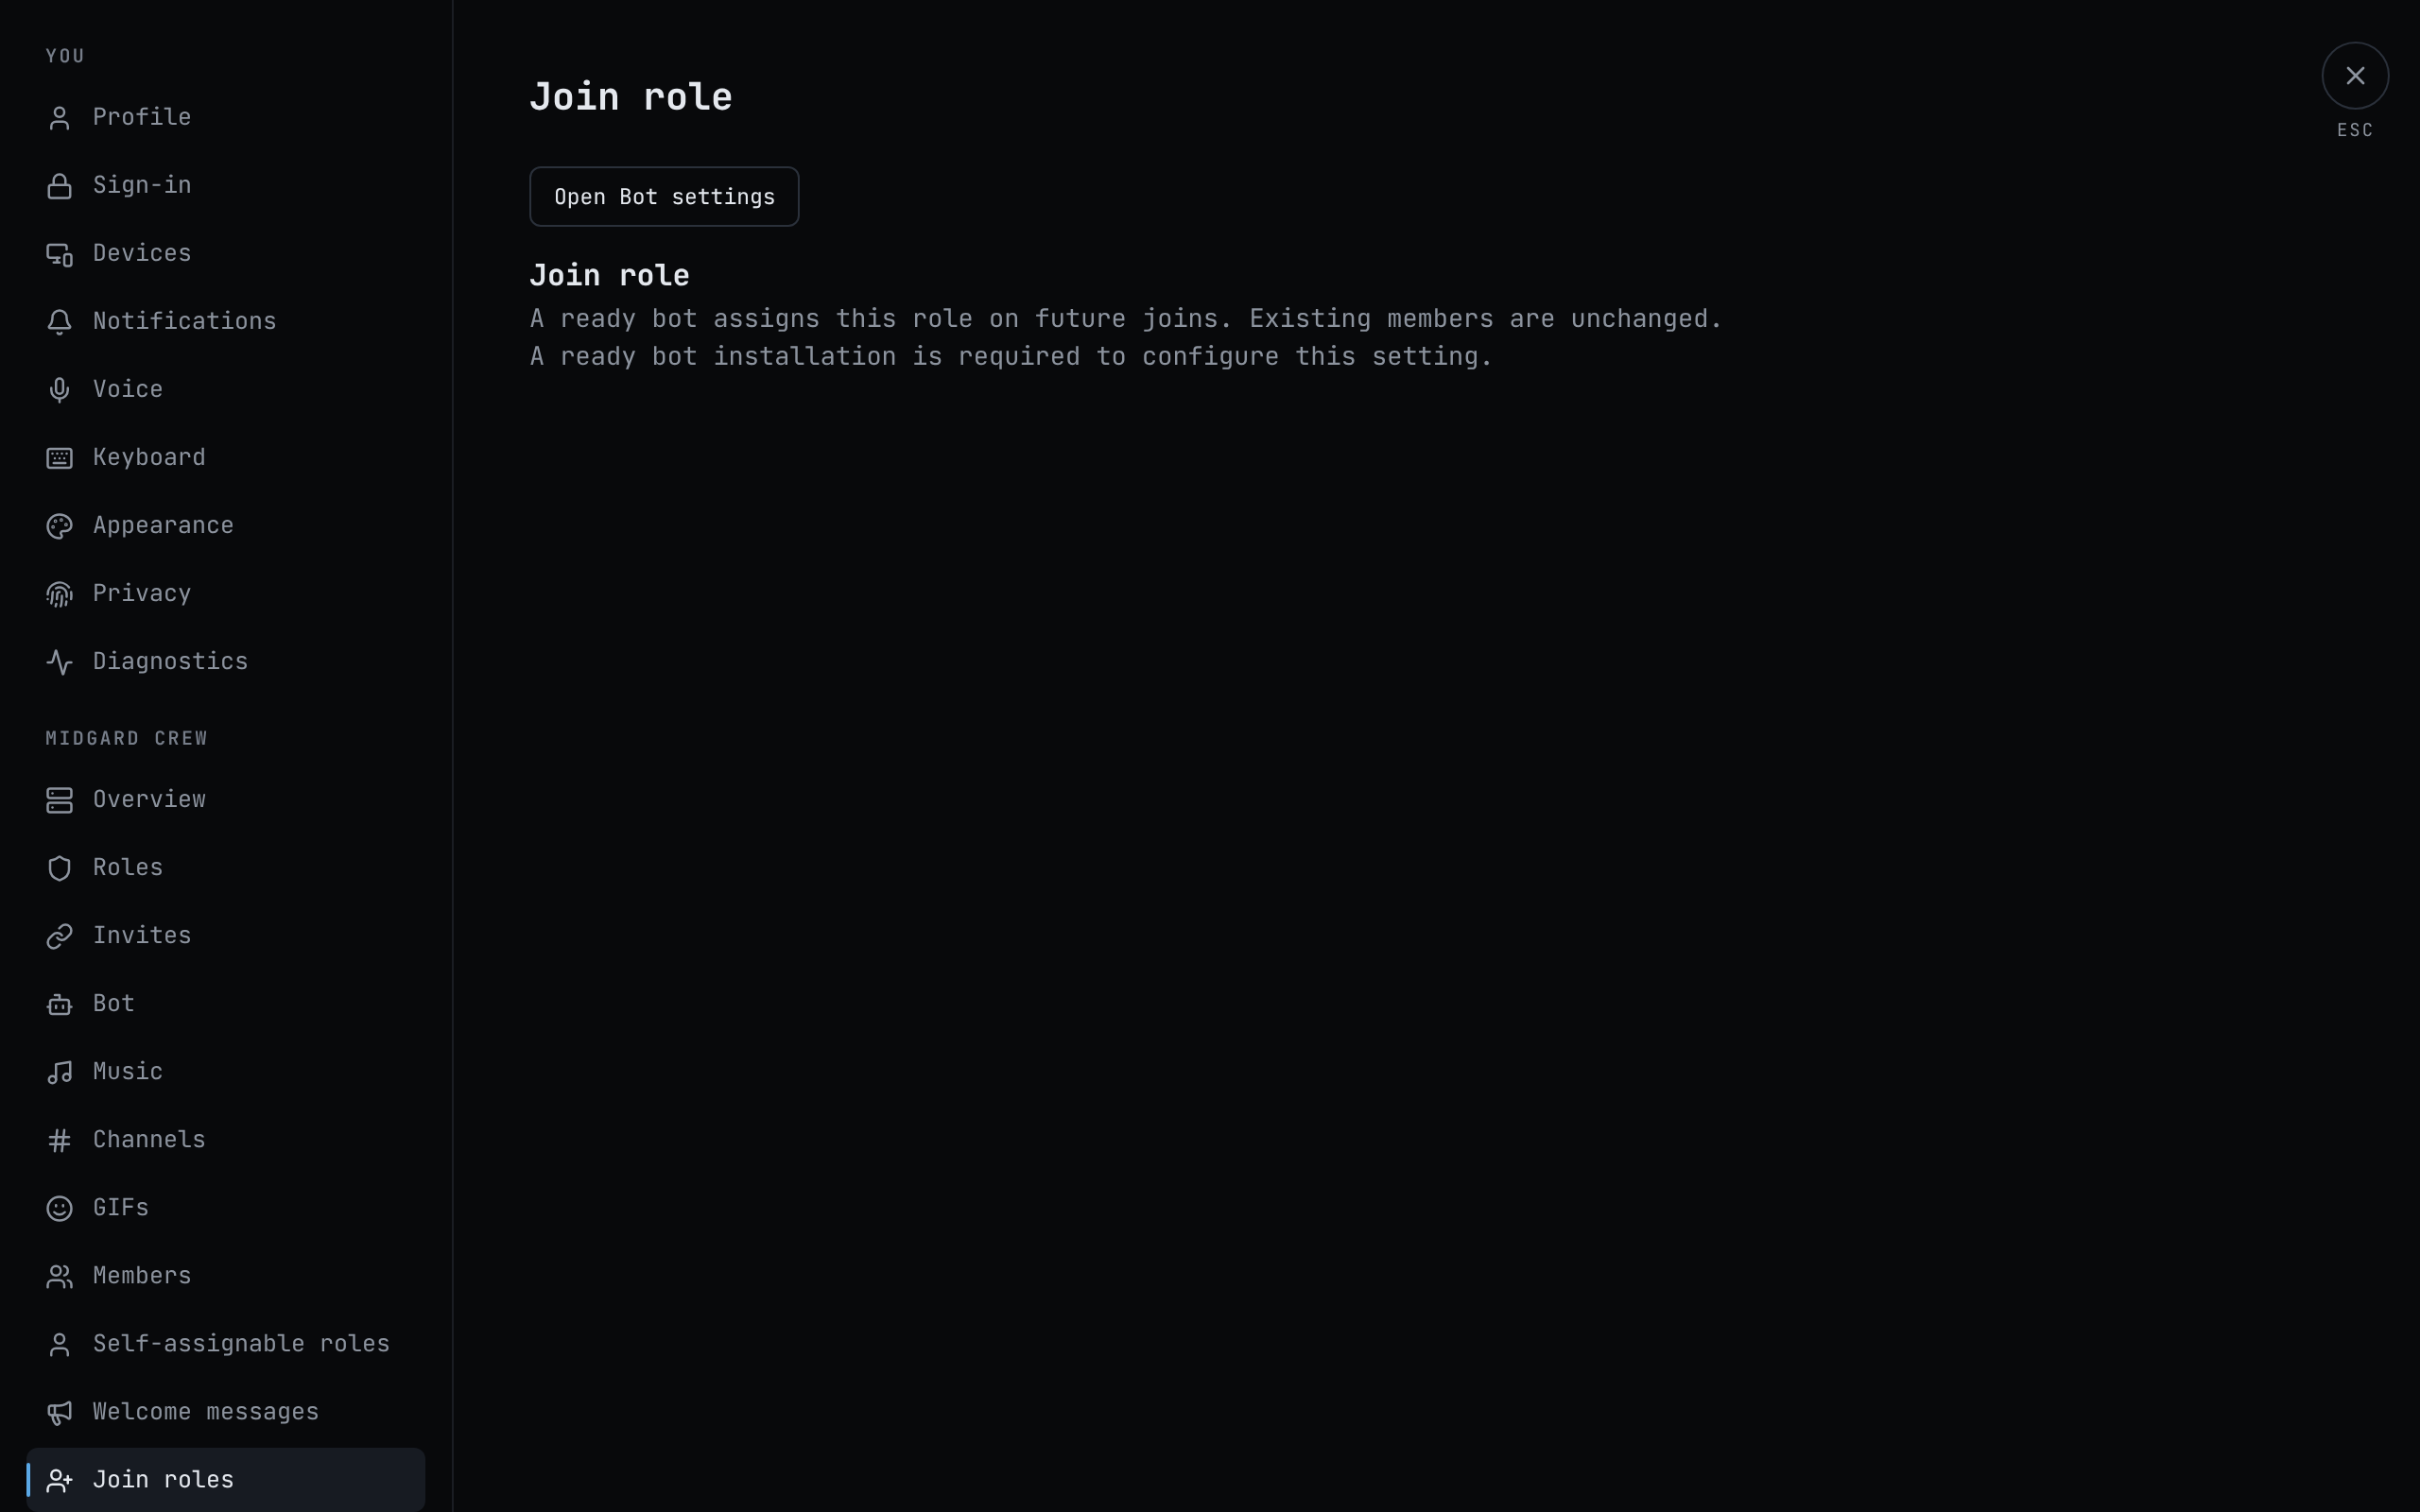 YOU
Profile
Sign-in
Devices
Notifications
Voice
Keyboard
Appearance
Privacy
Diagnostics
MIDGARD CREW
Overview
Roles
Invites
Bot
Music
Channels
GIFs
Members
Self-assignable roles
Welcome messages
Join roles
Join role
ESC
Open Bot settings
Join role
A ready bot assigns this role on future joins. Existing members are unchanged.
A ready bot installation is required to configure this setting.